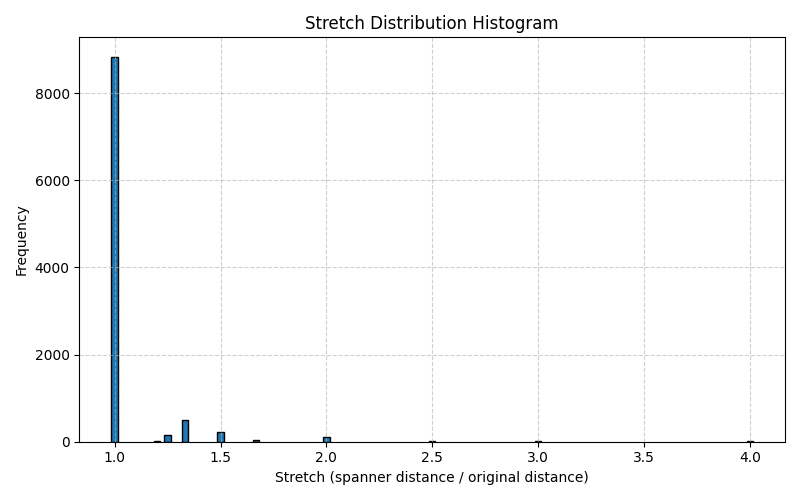 Stretch Distribution Histogram
Frequency
8000
6000
4000
2000
0
1.0 1.5 2.0 2.5 3.0 3.5 4.0
Stretch (spanner distance / original distance)